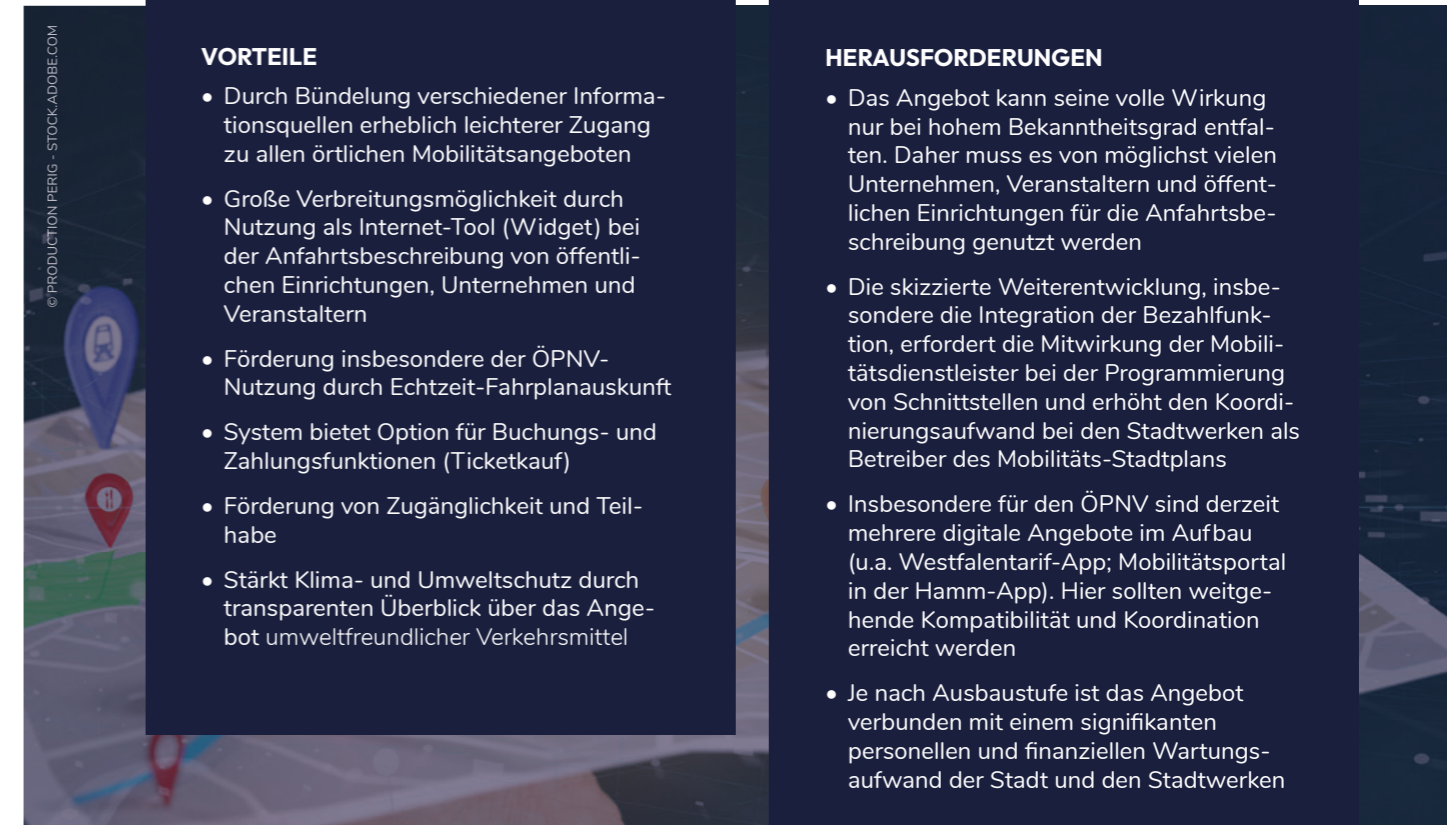 © PRODUCTION PERIG - STOCK.ADOBE.COM
VORTEILE
• Durch Bündelung verschiedener Informa-
tionsquellen erheblich leichterer Zugang
zu allen örtlichen Mobilitätsangeboten
• Große Verbreitungsmöglichkeit durch
Nutzung als Internet-Tool (Widget) bei
der Anfahrtsbeschreibung von öffentli-
chen Einrichtungen, Unternehmen und
Veranstaltern
• Förderung insbesondere der ÖPNV-
Nutzung durch Echtzeit-Fahrplanauskunft
• System bietet Option für Buchungs- und
Zahlungsfunktionen (Ticketkauf)
• Förderung von Zugänglichkeit und Teil-
habe
• Stärkt Klima- und Umweltschutz durch
transparenten Überblick über das Ange-
bot umweltfreundlicher Verkehrsmittel
HERAUSFORDERUNGEN
• Das Angebot kann seine volle Wirkung
nur bei hohem Bekanntheitsgrad entfal-
ten. Daher muss es von möglichst vielen
Unternehmen, Veranstaltern und öffent-
lichen Einrichtungen für die Anfahrtsbe-
schreibung genutzt werden
• Die skizzierte Weiterentwicklung, insbe-
sondere die Integration der Bezahlfunk-
tion, erfordert die Mitwirkung der Mobili-
tätsdienstleister bei der Programmierung
von Schnittstellen und erhöht den Koordi-
nierungsaufwand bei den Stadtwerken als
Betreiber des Mobilitäts-Stadtplans
• Insbesondere für den ÖPNV sind derzeit
mehrere digitale Angebote im Aufbau
(u.a. Westfalentarif-App; Mobilitätsportal
in der Hamm-App). Hier sollten weitge-
hende Kompatibilität und Koordination
erreicht werden
• Je nach Ausbaustufe ist das Angebot
verbunden mit einem signifikanten
personellen und finanziellen Wartungs-
aufwand der Stadt und den Stadtwerken